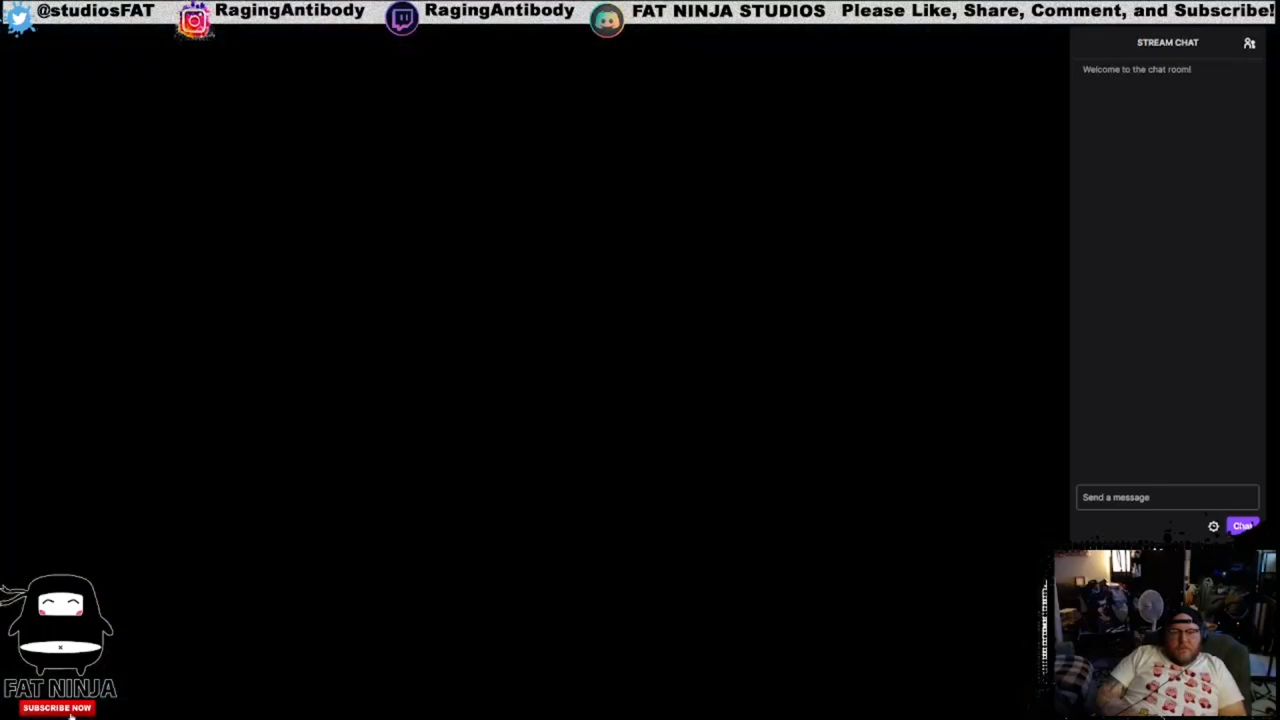 @studiosFAT RagingAntibody RagingAntibody FAT NINJA STUDIOS Please Like, Share, Comment, and Subscribe!
STREAM CHAT
Welcome to the chat room!
Send a message
Chat
FAT NINJA
SUBSCRIBE NOW